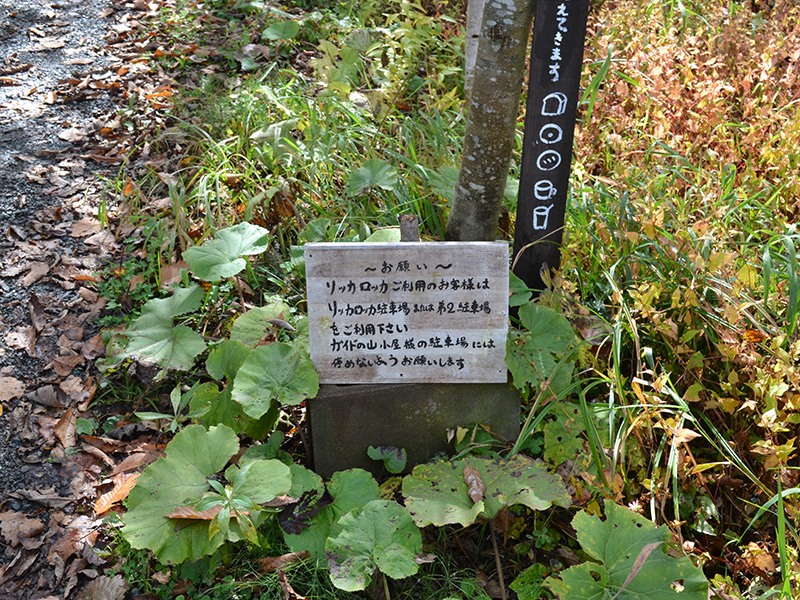 えてきます
～お願い～
リッカロッカご利用のお客様は
リッカロッカ駐車場または第2駐車場
をご利用下さい
ガイドの山小屋様の駐車場には
停めないようお願いします